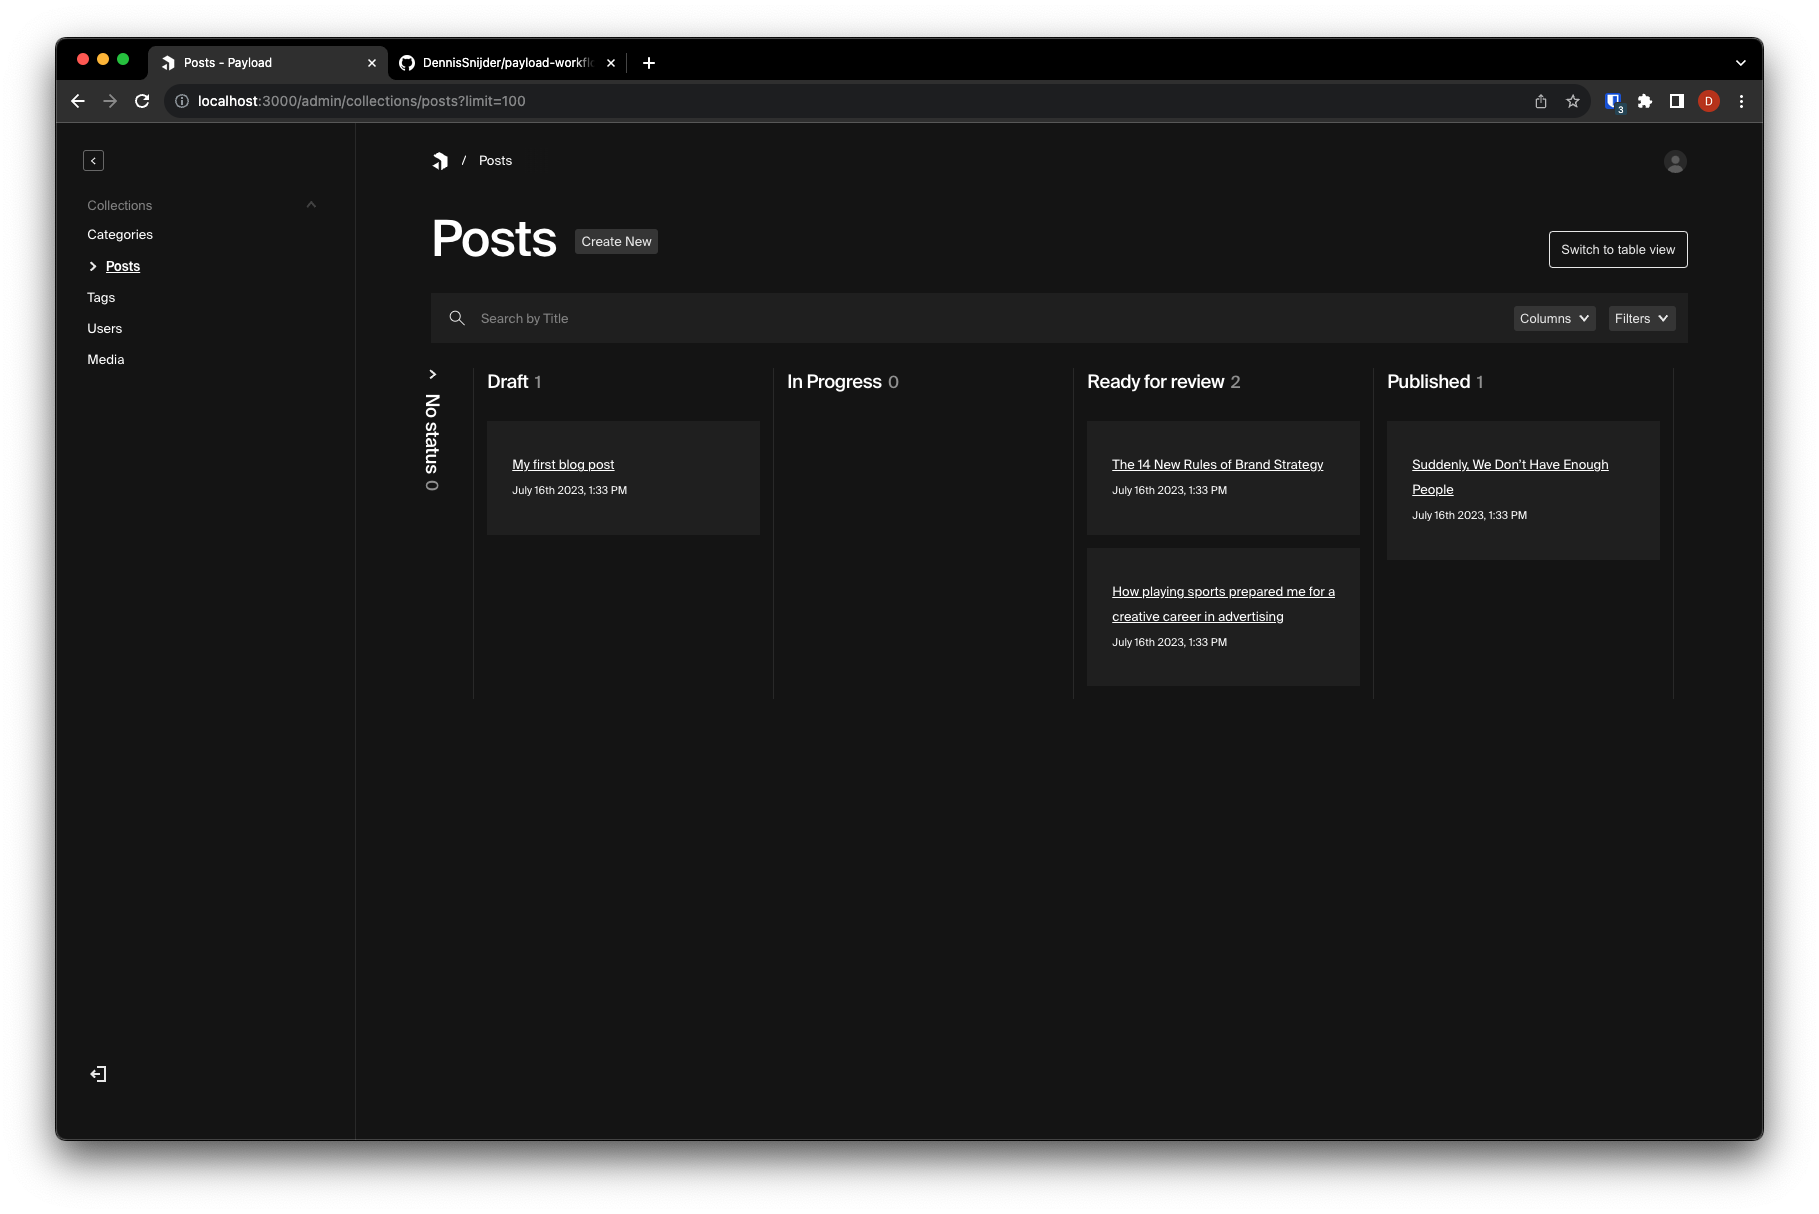 Posts - Payload
DennisSnijder/payload-workfl
localhost:3000/admin/collections/posts?limit=100
3
D
/ Posts
Collections
Categories
Posts
Tags
Users
Media
Posts
Create New
Switch to table view
Search by Title
Columns
Filters
No status 0
Draft 1
My first blog post
July 16th 2023, 1:33 PM
In Progress 0
Ready for review 2
The 14 New Rules of Brand Strategy
July 16th 2023, 1:33 PM
How playing sports prepared me for a
creative career in advertising
July 16th 2023, 1:33 PM
Published 1
Suddenly, We Don't Have Enough
People
July 16th 2023, 1:33 PM